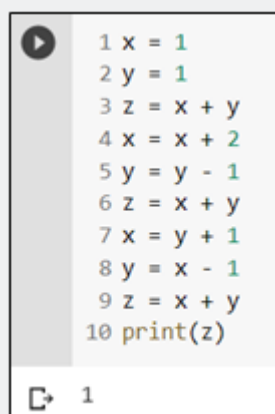 1 x = 1
2 y = 1
3 z = x + y
4 x = x + 2
5 y = y - 1
6 z = x + y
7 x = y + 1
8 y = x - 1
9 z = x + y
10 print(z)
1